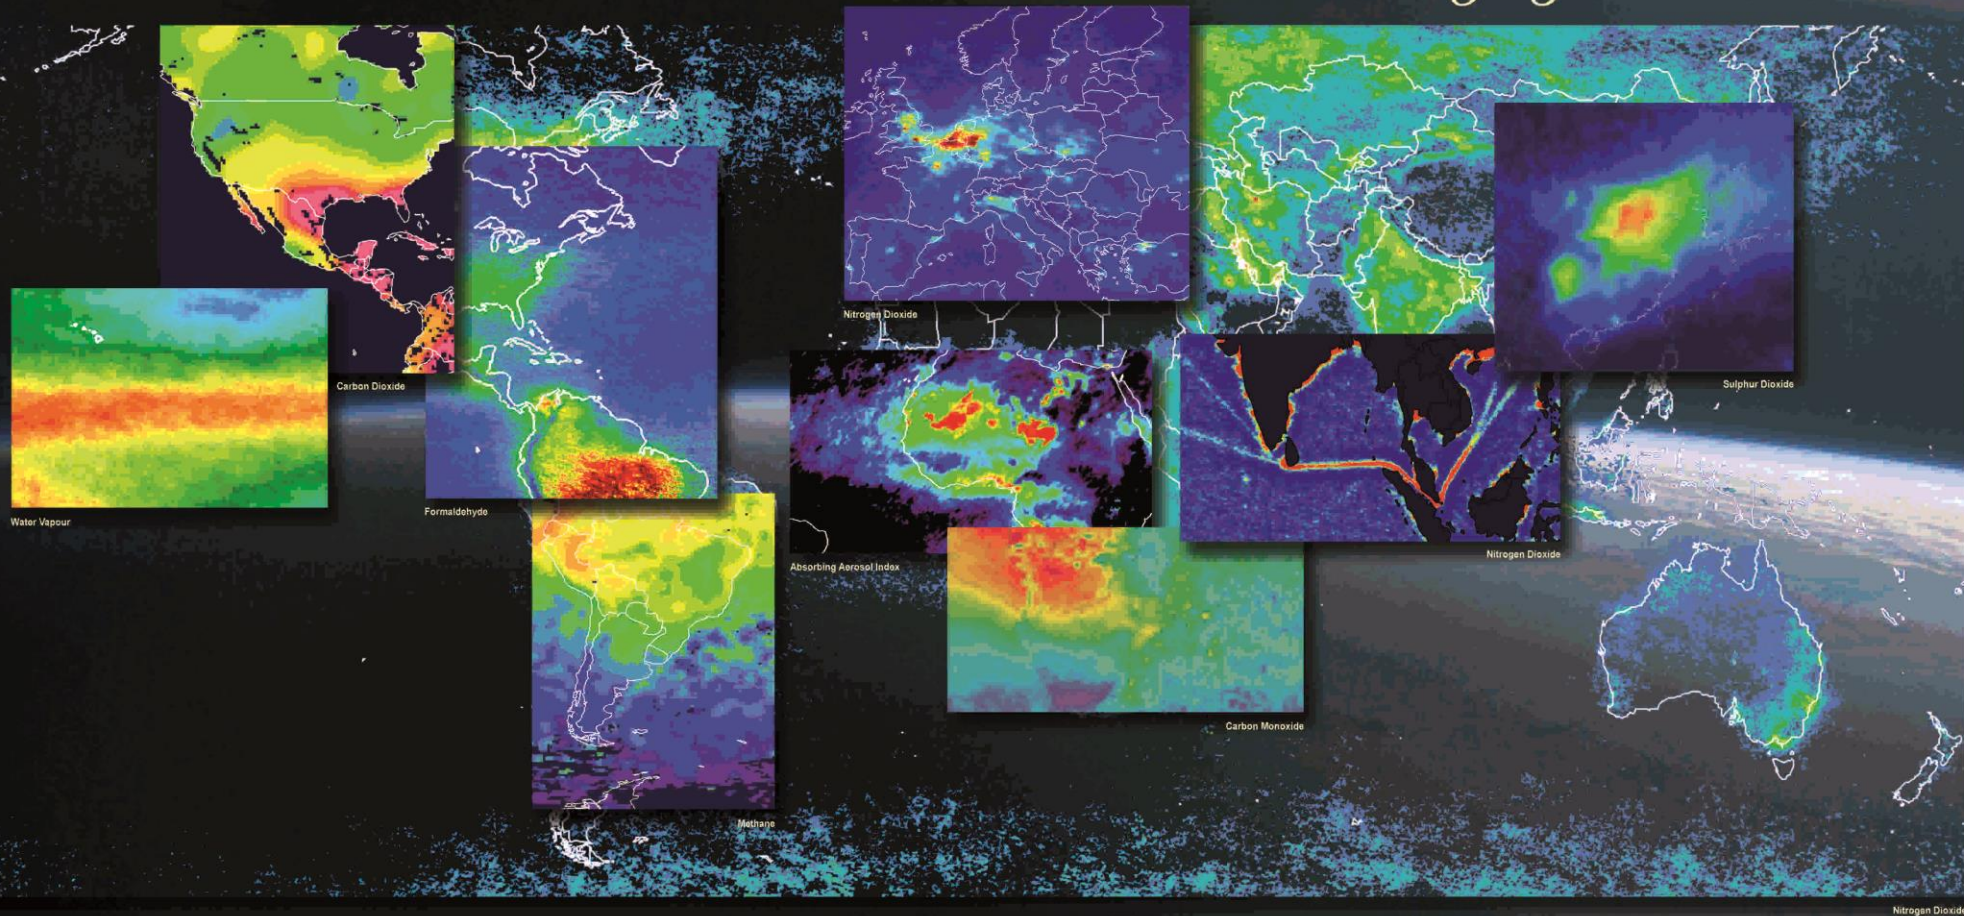 Nitrogen Dioxide
Carbon Dioxide
Sulphur Dioxide
Water Vapour
Formaldehyde
Nitrogen Dioxide
Absorbing Aerosol Index
Carbon Monoxide
Methane
Nitrogen Dioxide